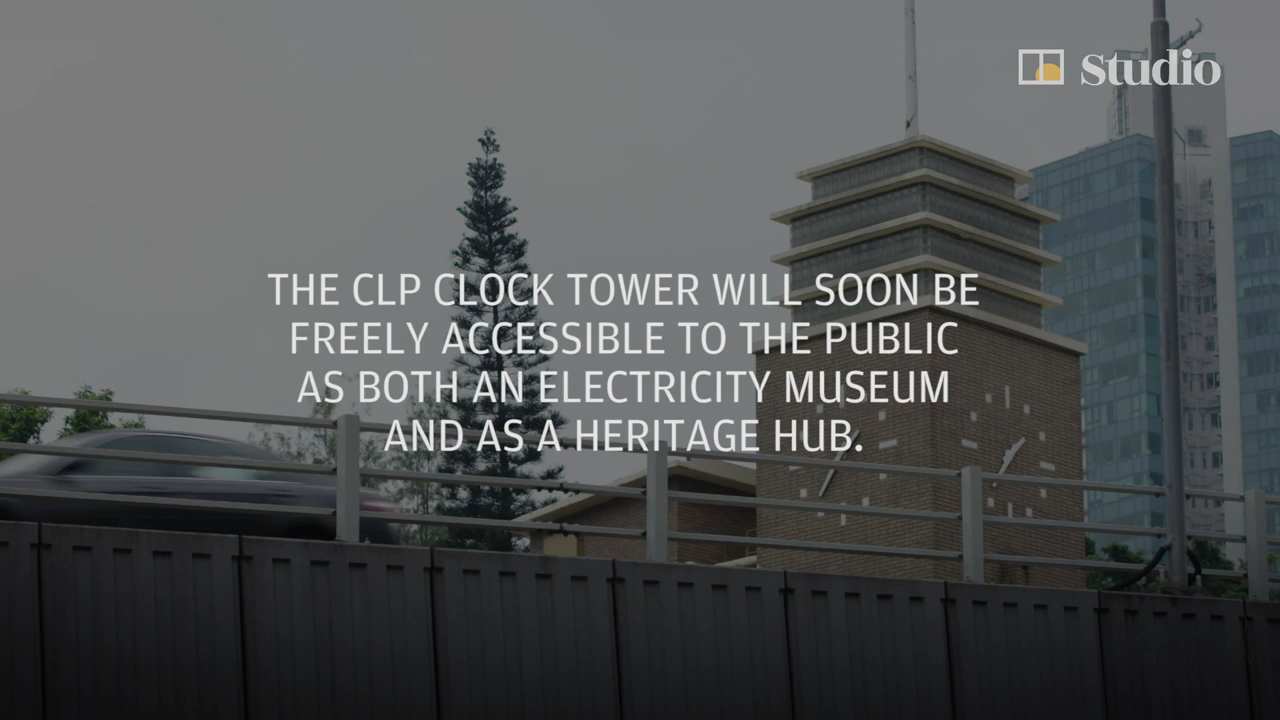 Studio
THE CLP CLOCK TOWER WILL SOON BE
FREELY ACCESSIBLE TO THE PUBLIC
AS BOTH AN ELECTRICITY MUSEUM
AND AS A HERITAGE HUB.